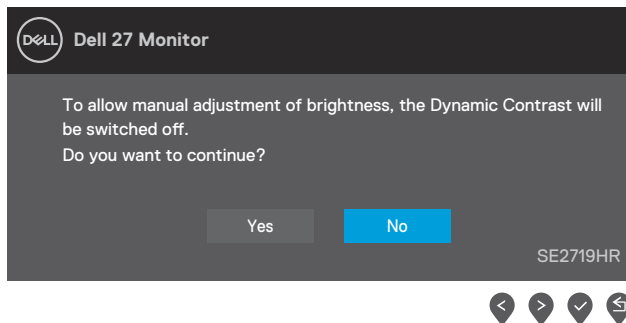 DELL Dell 27 Monitor
To allow manual adjustment of brightness, the Dynamic Contrast will
be switched off.
Do you want to continue?
Yes No
SE2719HR